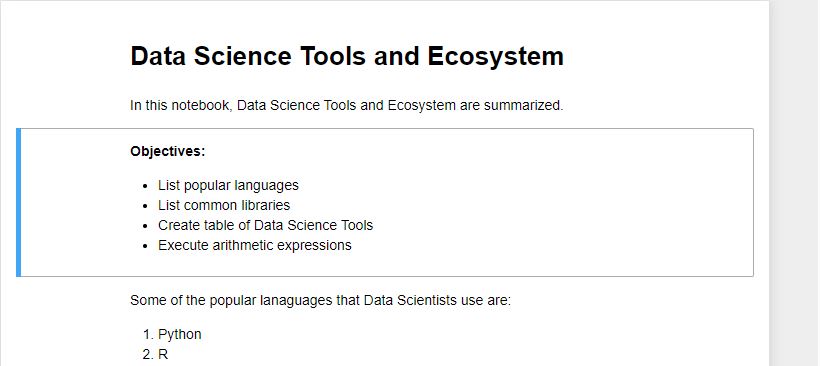 Data Science Tools and Ecosystem
In this notebook, Data Science Tools and Ecosystem are summarized.
Objectives:
• List popular languages
• List common libraries
• Create table of Data Science Tools
• Execute arithmetic expressions
Some of the popular lanaguages that Data Scientists use are:
1. Python
2. R